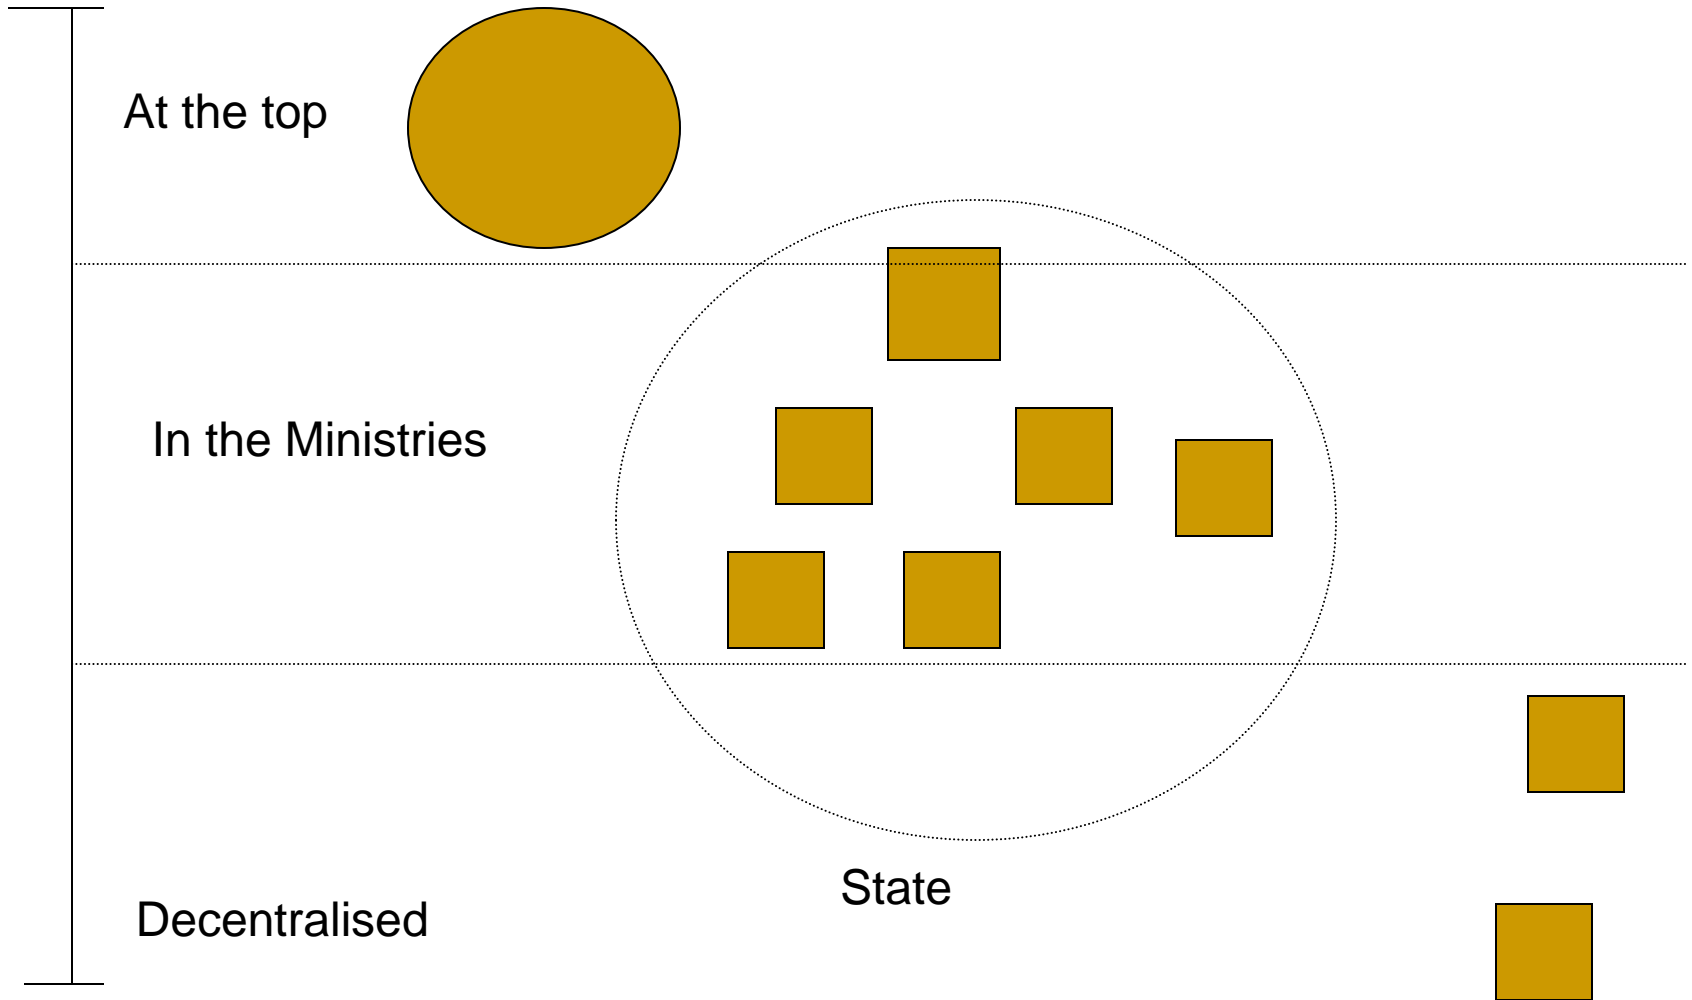 At the top
In the Ministries
State
Decentralised